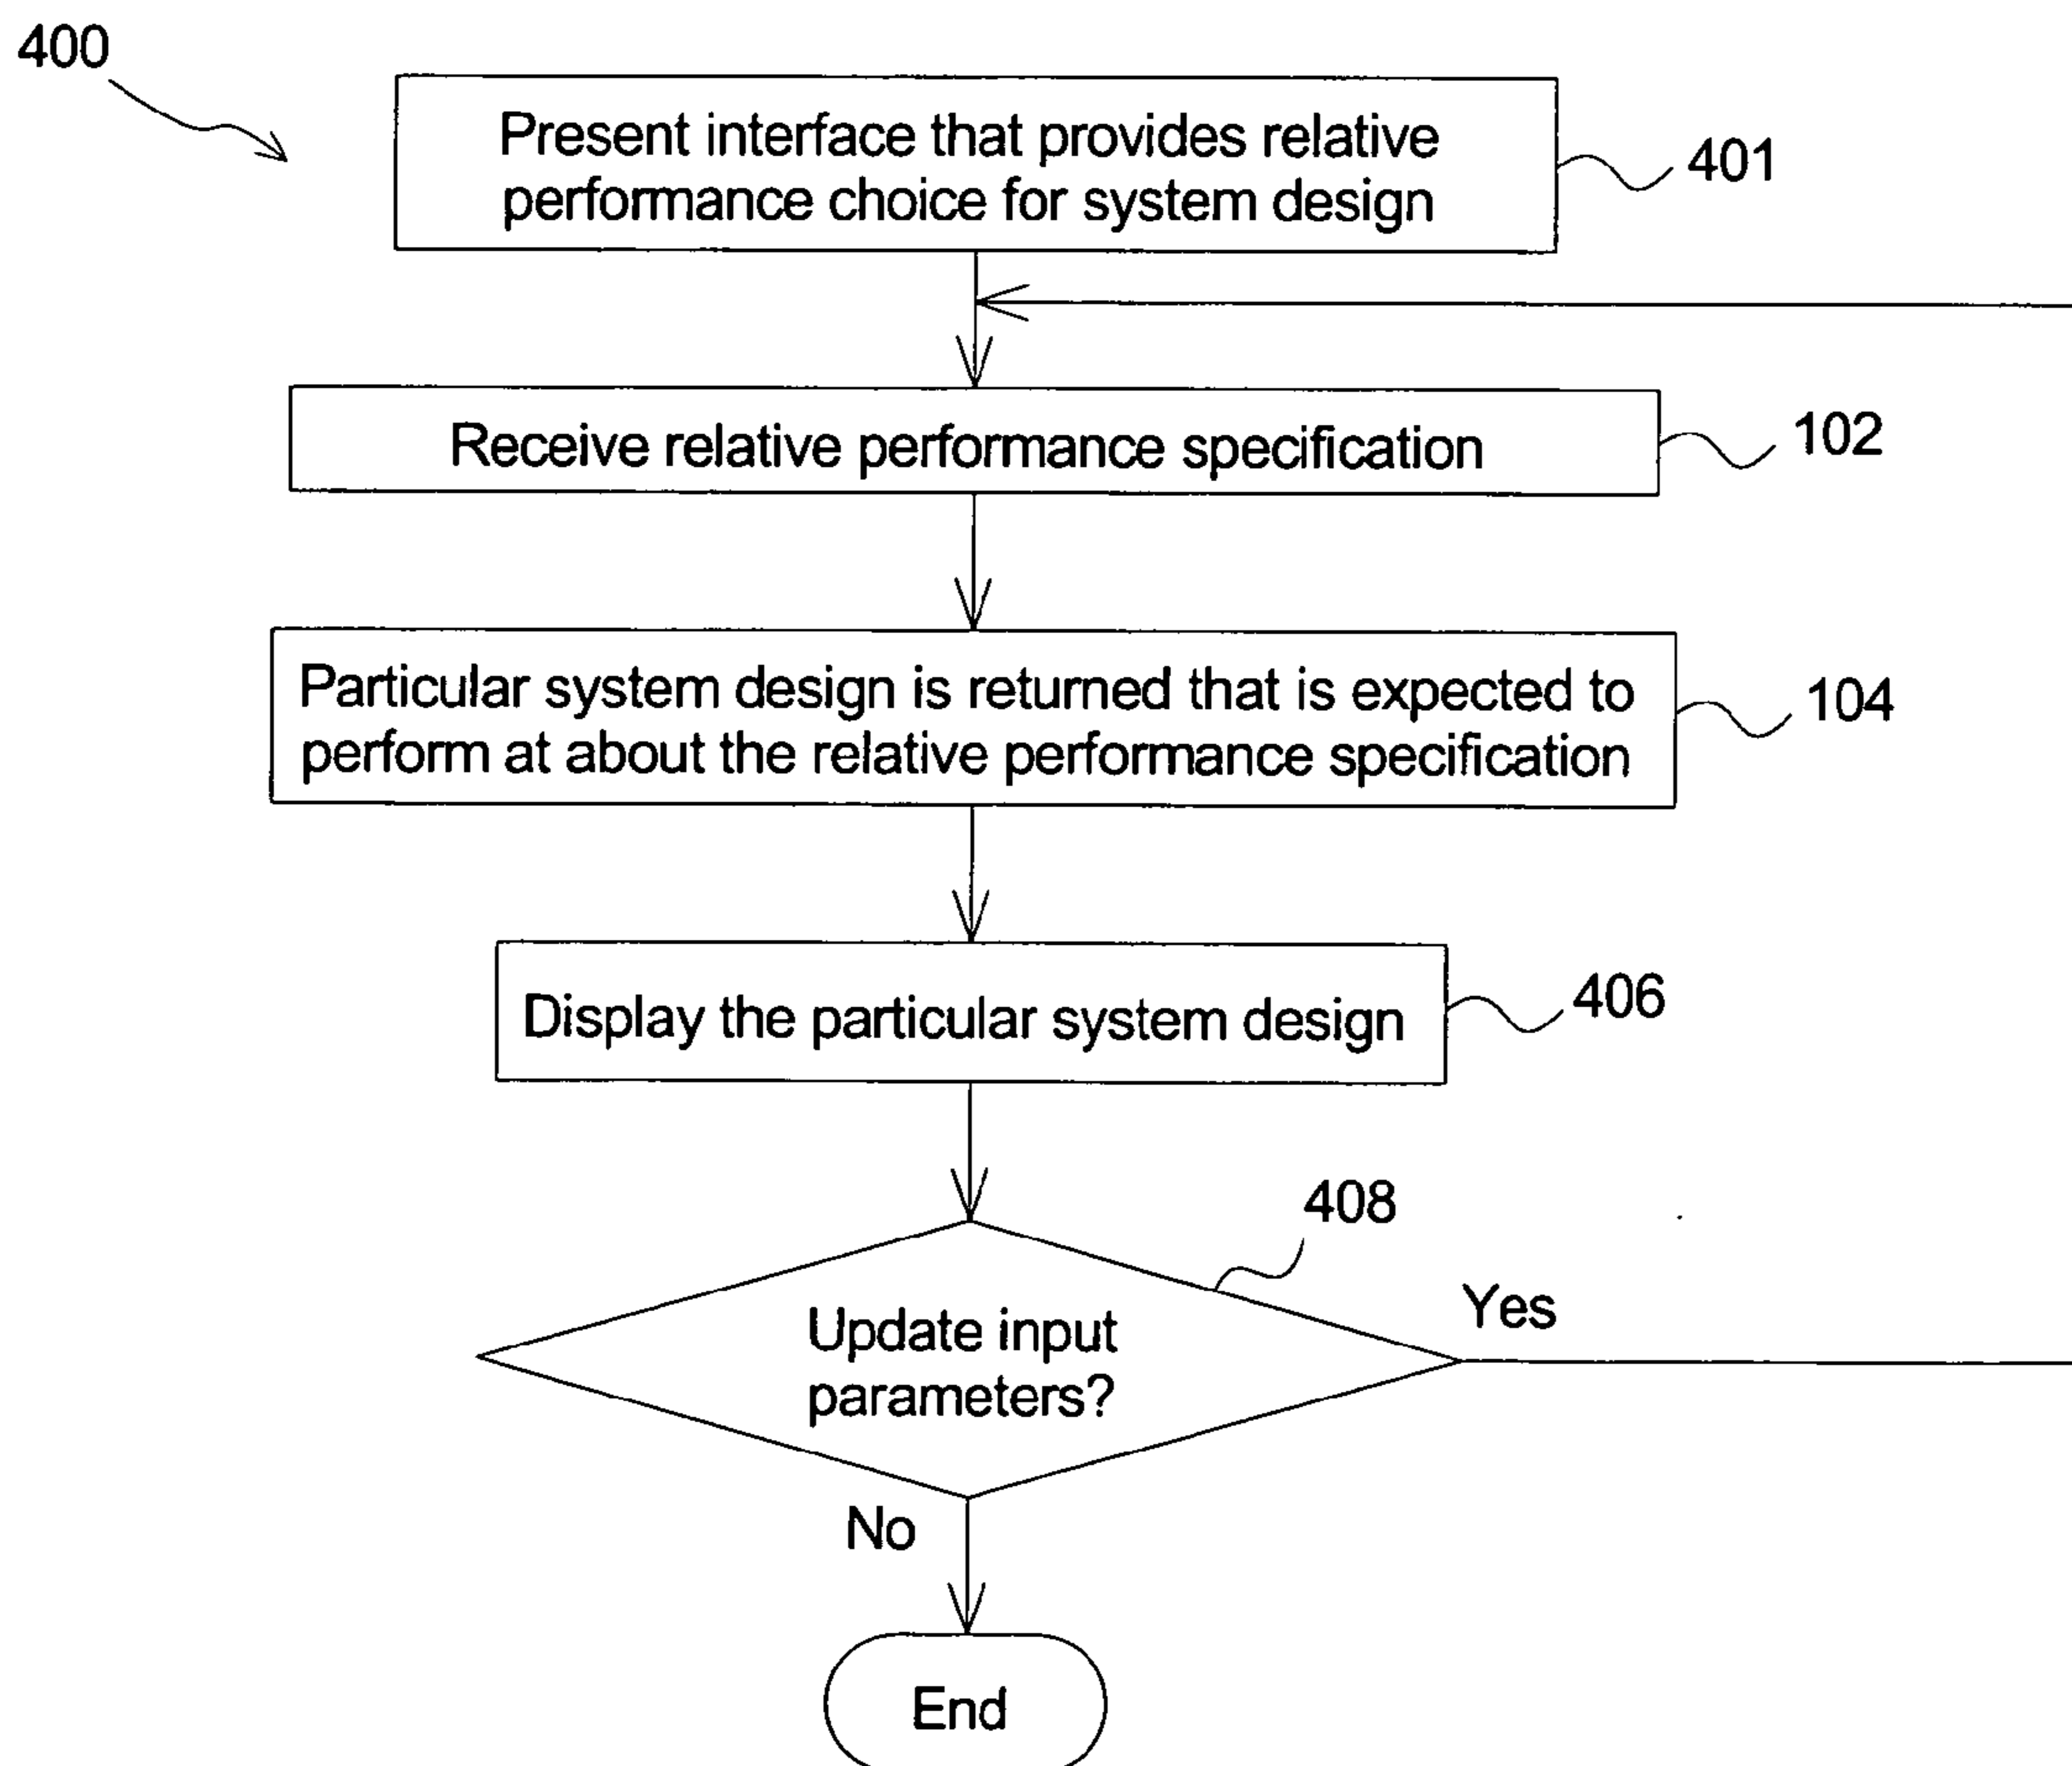 400
Present interface that provides relative
performance choice for system design
401
Receive relative performance specification
102
Particular system design is returned that is expected to
perform at about the relative performance specification
104
Display the particular system design
406
408
Update input
parameters?
Yes
No
End